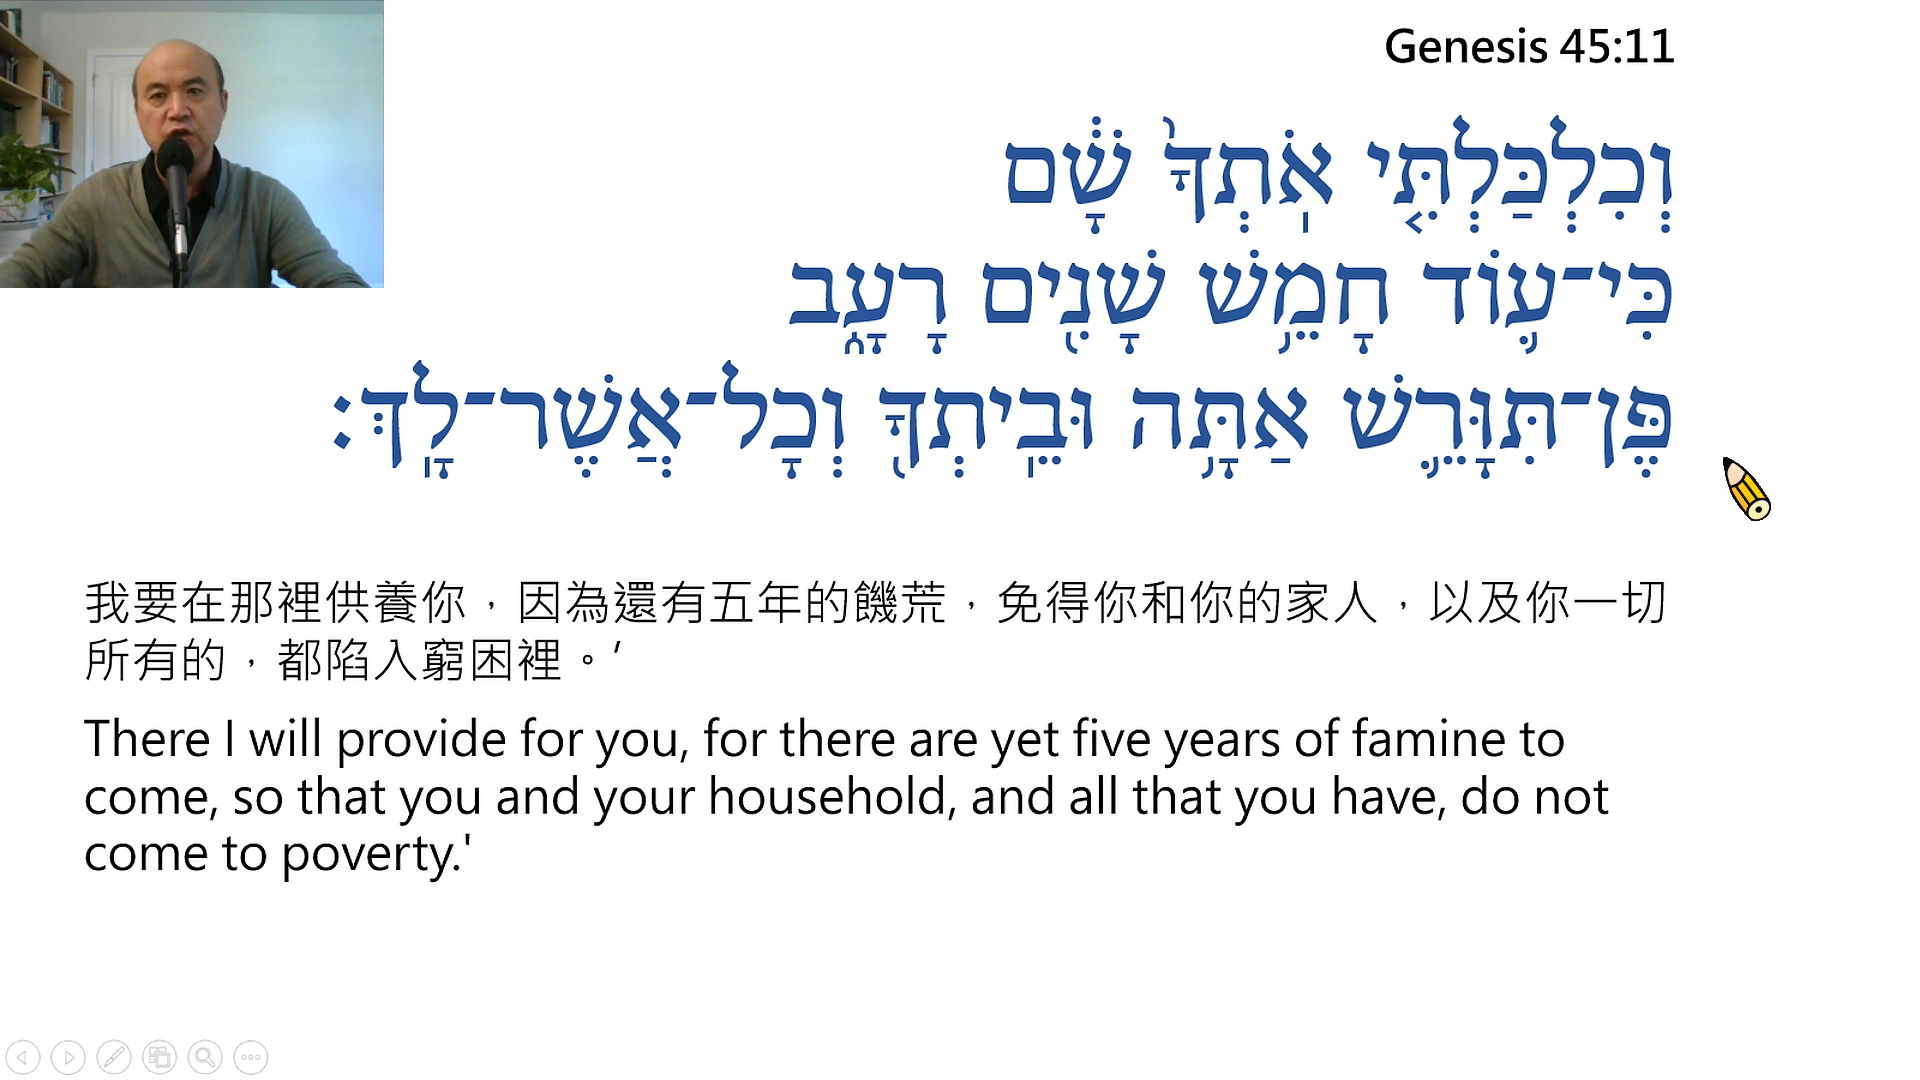 Genesis 45:11
וְכִלְכַּלְתִּ֤י אֹֽתְךָ֙ שָׁ֔ם
כִּי־ע֛וֹד חָמֵ֥שׁ שָׁנִ֖ים רָעָ֑ב
פֶּן־תִּוָּרֵ֛שׁ אַתָּ֥ה וּבֵֽיתְךָ֖ וְכָל־אֲשֶׁר־לָֽךְ׃
我要在那裡供養你，因為還有五年的饑荒，免得你和你的家人，以及你一切
所有的，都陷入窮困裡。’
There I will provide for you, for there are yet five years of famine to
come, so that you and your household, and all that you have, do not
come to poverty.'